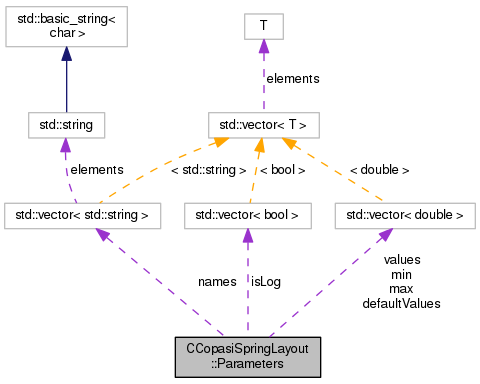 std::basic_string<
char >
T
elements
std::string
std::vector< T >
elements
< std::string >
< bool >
< double >
std::vector< std::string >
std::vector< bool >
std::vector< double >
names
isLog
values
min
max
defaultValues
CCopasiSpringLayout
::Parameters